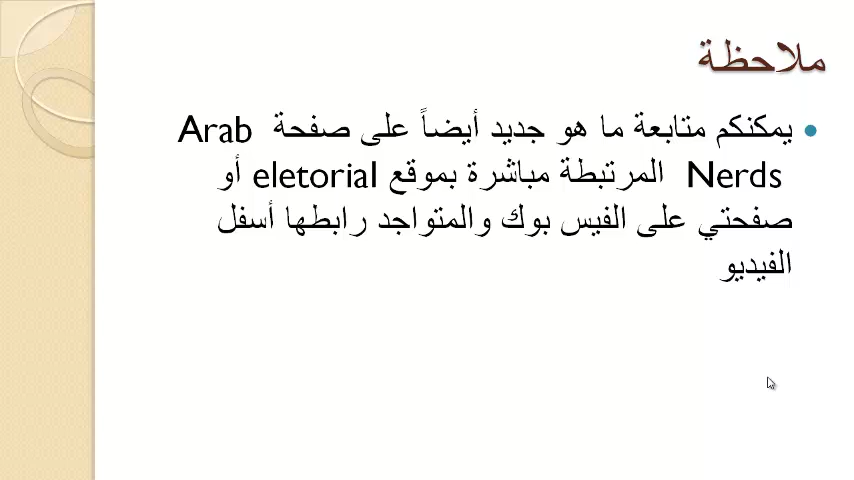 ملاحظة
يمكنكم متابعة ما هو جديد أيضاً على صفحة Arab
Nerds المرتبطة مباشرة بموقع eletorial أو
صفحتي على الفيس بوك والمتواجد رابطها أسفل
الفيديو